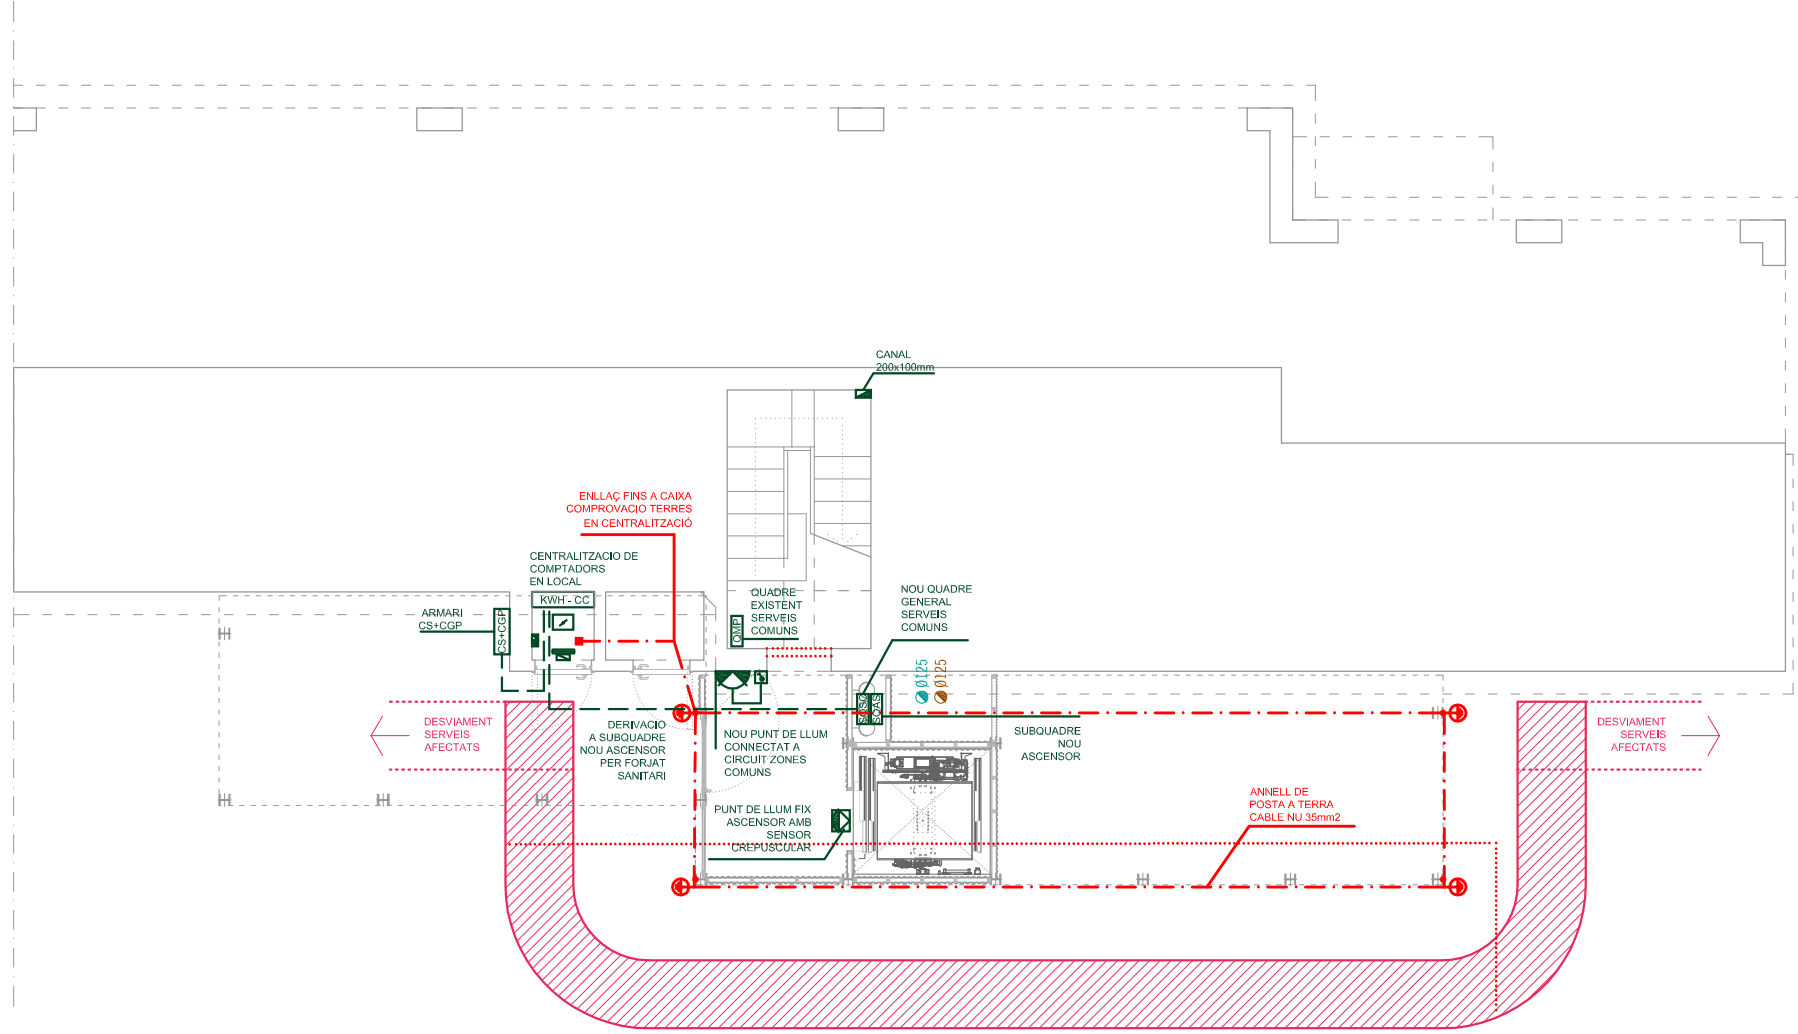 CANAL
200x100mm
ENLLAÇ FINS A CAIXA
COMPROVACIO TERRES
EN CENTRALITZACIÓ
CENTRALITZACIO DE
COMPTADORS
EN LOCAL
KWH - CC
ARMARI
CS+CGP
CS+CGP
QUADRE
EXISTENT
SERVEIS
COMUNS
QMP
NOU QUADRE
GENERAL
SERVEIS
COMUNS
Ø125
Ø125
SQSC
SQAS
SUBQUADRE
NOU
ASCENSOR
DESVIAMENT
SERVEIS
AFECTATS
DERIVACIO
A SUBQUADRE
NOU ASCENSOR
PER FORJAT
SANITARI
NOU PUNT DE LLUM
CONNECTAT A
CIRCUIT ZONES
COMUNS
PUNT DE LLUM FIX
ASCENSOR AMB
SENSOR
CREPUSCULAR
ANNELL DE
POSTA A TERRA
CABLE NU 35mm2
DESVIAMENT
SERVEIS
AFECTATS